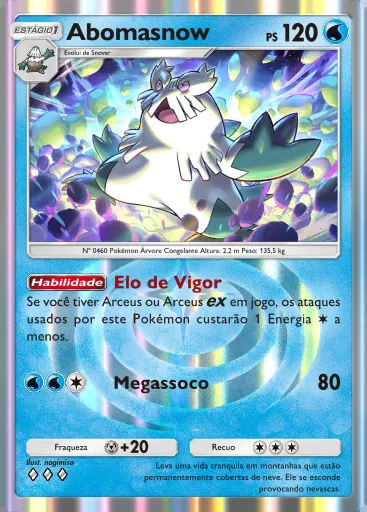 ESTÁGIO 1
Abomasnow
PS 120
Evolui de Snover
Nº 0460 Pokémon Árvore Congelante Altura: 2,2 m Peso: 135,5 kg
Habilidade Elo de Vigor
Se você tiver Arceus ou Arceus ex em jogo, os ataques
usados por este Pokémon custarão 1 Energia a
menos.
Megassoco 80
Fraqueza +20
Recuo
Ilust. nagimiso
Leva uma vida tranquila em montanhas que estão
permanentemente cobertas de neve. Ele se esconde
provocando nevascas.